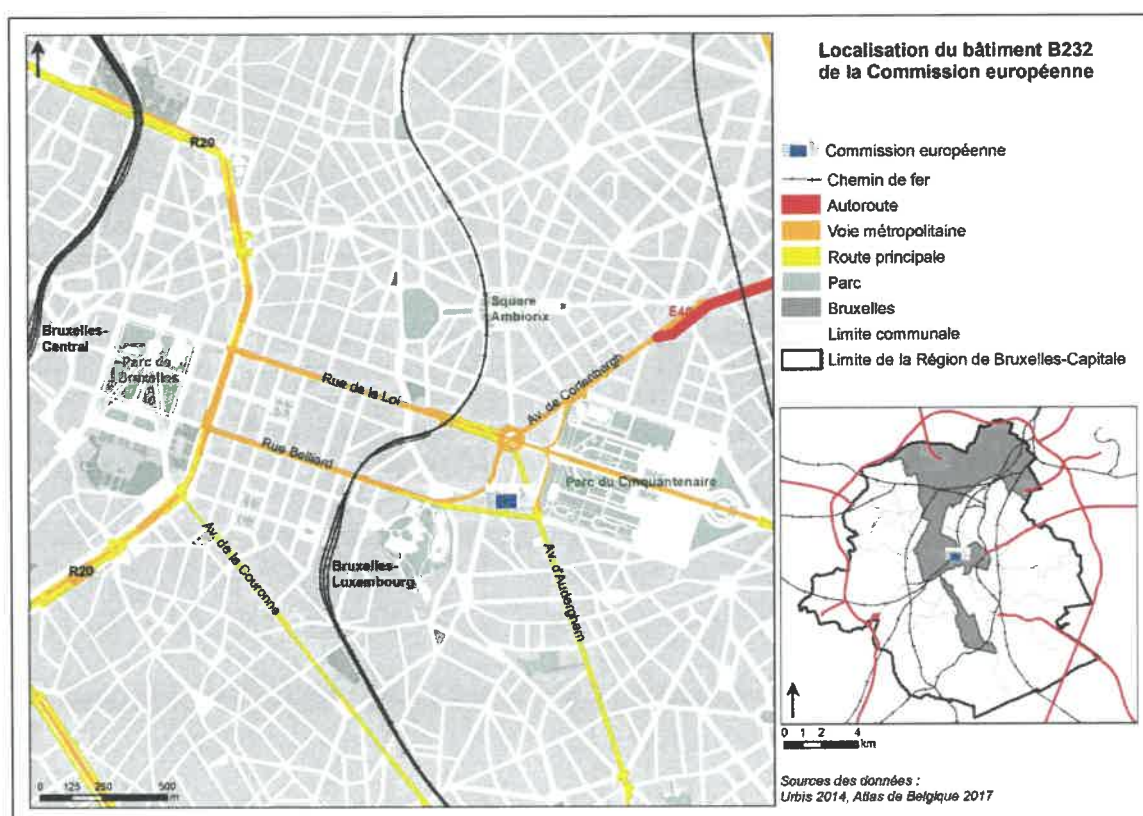 Localisation du bâtiment B232
de la Commission européenne
Commission européenne
Chemin de fer
Autoroute
Voie métropolitaine
Route principale
Parc
Bruxelles
Limite communale
Limite de la Région de Bruxelles-Capitale
R20
Bruxelles-
Central
Parc de
Bruxelles
Square
Ambiorix
E40
Rue de la Loi
Av. de Cortenbergh
Rue Belliard
Parc du Cinquantenaire
Av. de la Couronne
Bruxelles-
Luxembourg
Av. d'Auderghem
R20
0 125 250 500
m
0 1 2 4
km
Sources des données :
Urbis 2014, Atlas de Belgique 2017